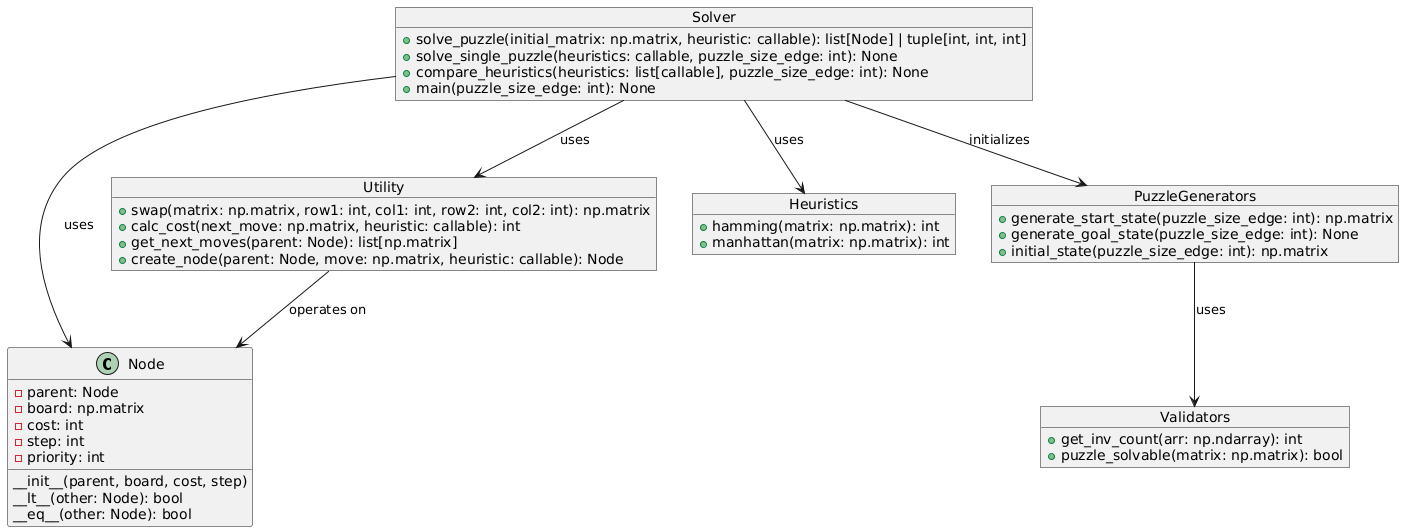 Solver
solve_puzzle(initial_matrix: np.matrix, heuristic: callable): list[Node] | tuple[int, int, int]
solve_single_puzzle(heuristics: callable, puzzle_size_edge: int): None
compare_heuristics(heuristics: list[callable], puzzle_size_edge: int): None
main(puzzle_size_edge: int): None
uses
uses
initializes
Utility
swap(matrix: np.matrix, row1: int, col1: int, row2: int, col2: int): np.matrix
calc_cost(next_move: np.matrix, heuristic: callable): int
get_next_moves(parent: Node): list[np.matrix]
create_node(parent: Node, move: np.matrix, heuristic: callable): Node
Heuristics
hamming(matrix: np.matrix): int
manhattan(matrix: np.matrix): int
PuzzleGenerators
generate_start_state(puzzle_size_edge: int): np.matrix
generate_goal_state(puzzle_size_edge: int): None
initial_state(puzzle_size_edge: int): np.matrix
uses
operates on
uses
C Node
parent: Node
board: np.matrix
cost: int
step: int
priority: int
__init__(parent, board, cost, step)
__lt__(other: Node): bool
__eq__(other: Node): bool
Validators
get_inv_count(arr: np.ndarray): int
puzzle_solvable(matrix: np.matrix): bool